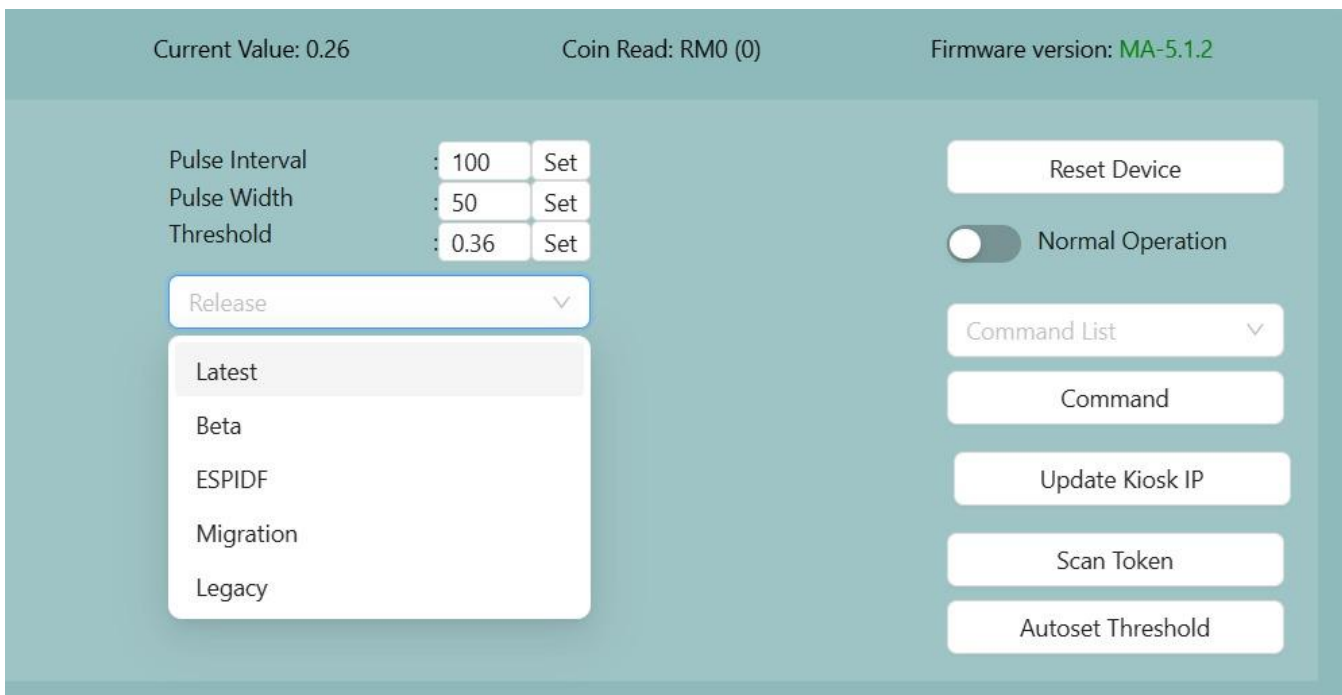 Current Value: 0.26
Coin Read: RM0 (0)
Firmware version: MA-5.1.2
Pulse Interval : 100 Set
Pulse Width : 50 Set
Threshold : 0.36 Set
Release
Latest
Beta
ESPIDF
Migration
Legacy
Reset Device
Normal Operation
Command List
Command
Update Kiosk IP
Scan Token
Autoset Threshold